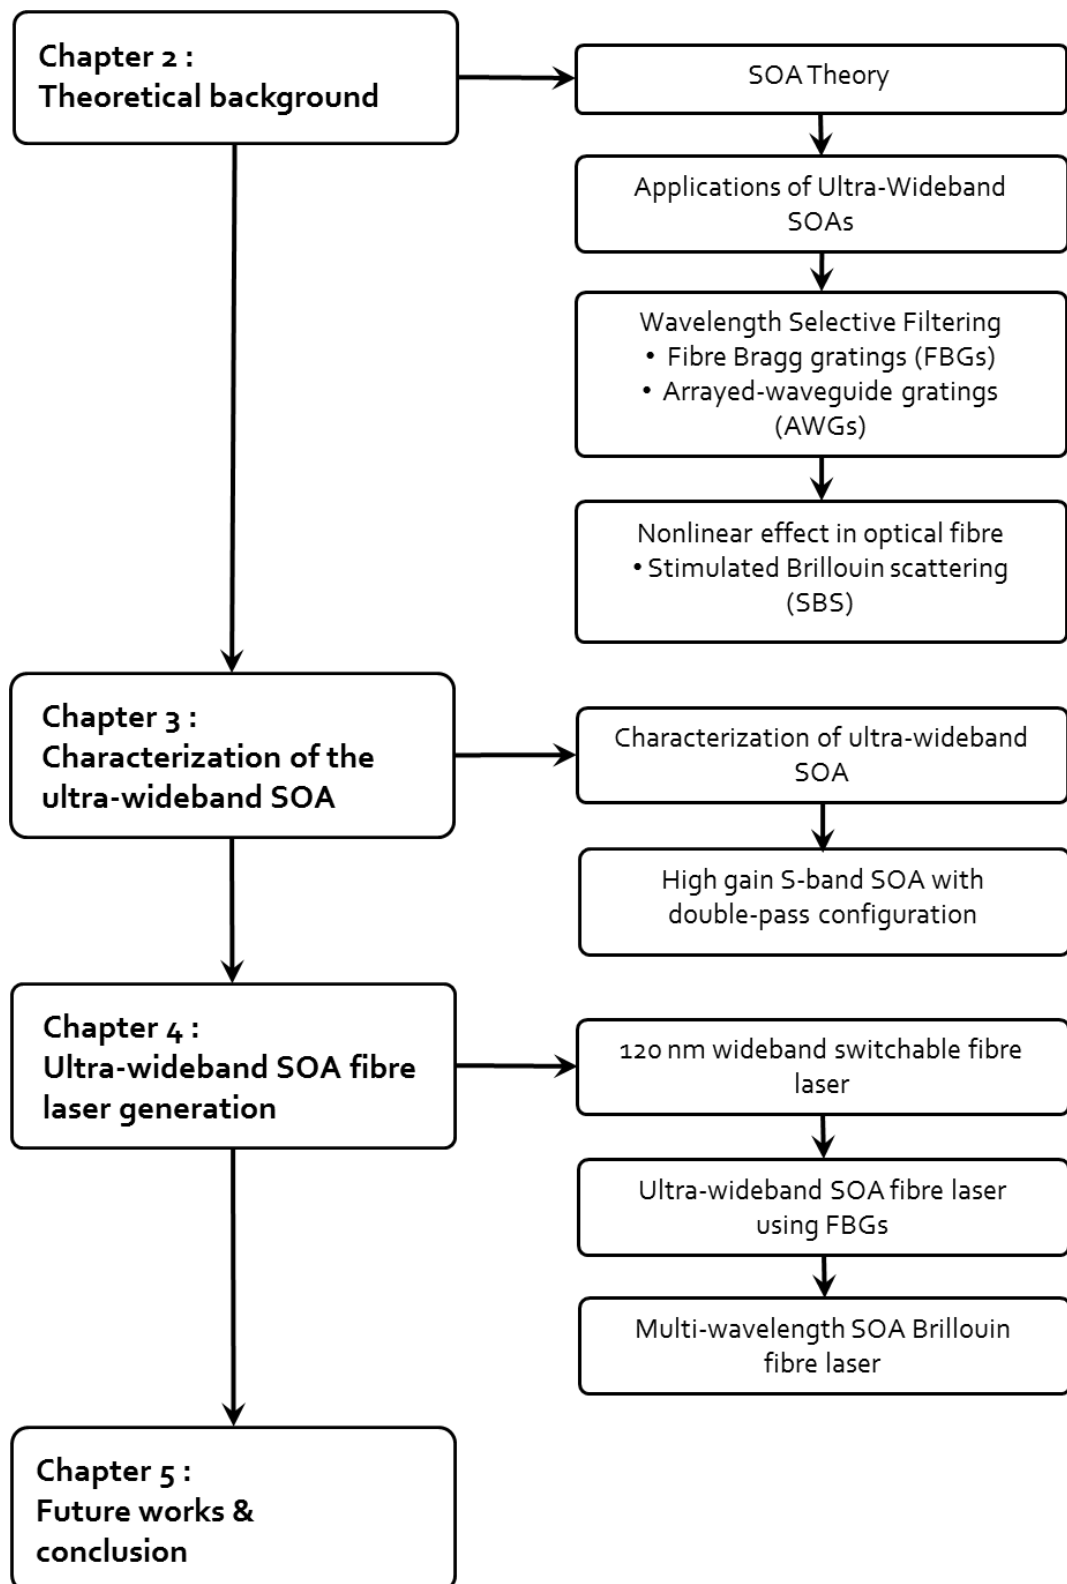 Chapter 2 :
Theoretical background
SOA Theory
Applications of Ultra-Wideband
SOAs
Wavelength Selective Filtering
• Fibre Bragg gratings (FBGs)
• Arrayed-waveguide gratings
(AWGs)
Nonlinear effect in optical fibre
• Stimulated Brillouin scattering
(SBS)
Chapter 3 :
Characterization of the
ultra-wideband SOA
Characterization of ultra-wideband
SOA
High gain S-band SOA with
double-pass configuration
Chapter 4 :
Ultra-wideband SOA fibre
laser generation
120 nm wideband switchable fibre
laser
Ultra-wideband SOA fibre laser
using FBGs
Multi-wavelength SOA Brillouin
fibre laser
Chapter 5 :
Future works &
conclusion